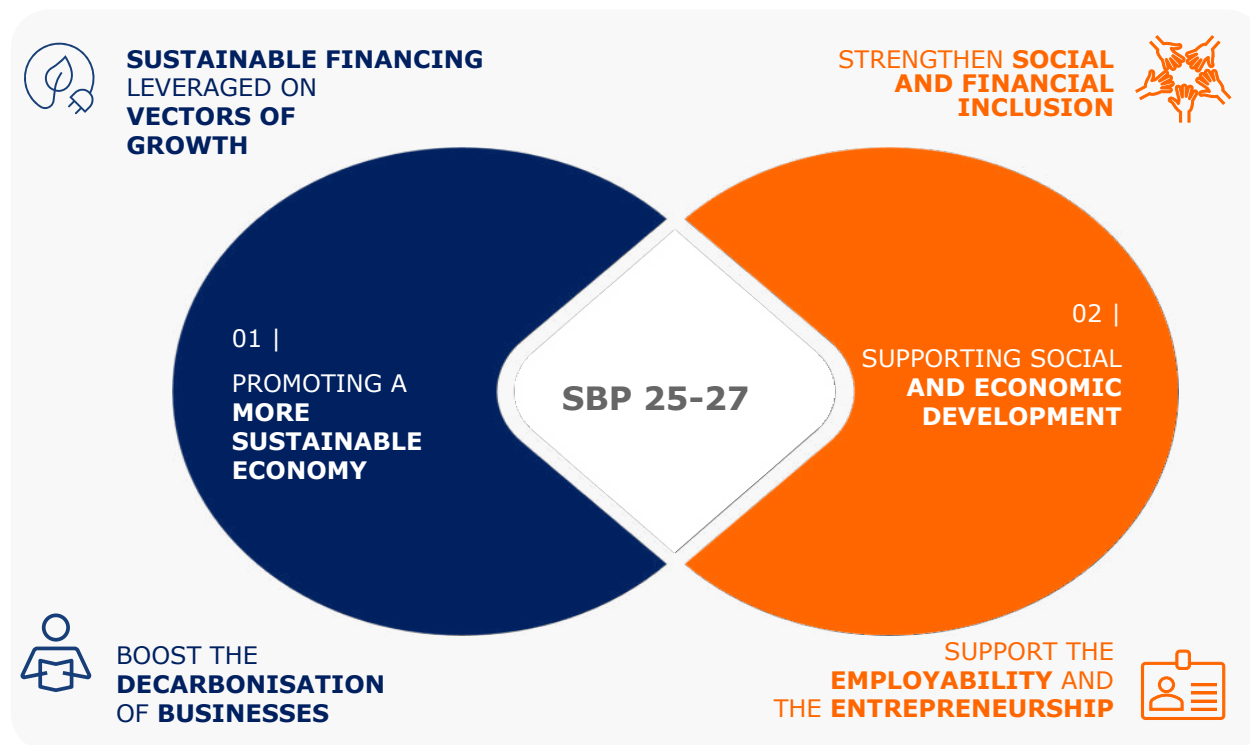 SUSTAINABLE FINANCING
LEVERAGED ON
VECTORS OF
GROWTH
STRENGTHEN SOCIAL
AND FINANCIAL
INCLUSION
01 |
PROMOTING A
MORE
SUSTAINABLE
ECONOMY
SBP 25-27
02 |
SUPPORTING SOCIAL
AND ECONOMIC
DEVELOPMENT
BOOST THE
DECARBONISATION
OF BUSINESSES
SUPPORT THE
EMPLOYABILITY AND
THE ENTREPRENEURSHIP